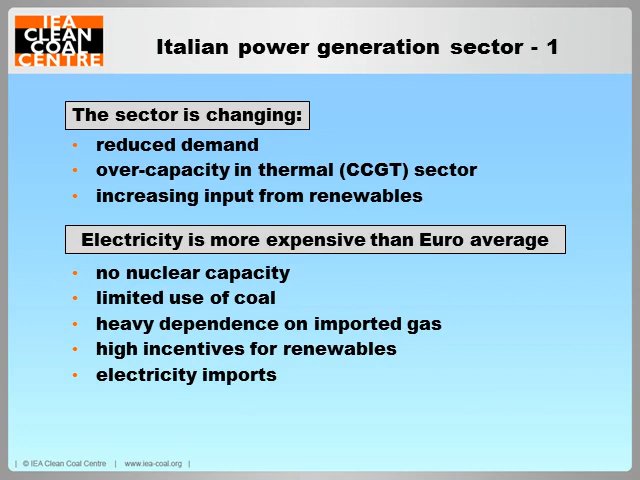 IEA
CLEAN
COAL
CENTRE
Italian power generation sector - 1
The sector is changing:
• reduced demand
• over-capacity in thermal (CCGT) sector
• increasing input from renewables
Electricity is more expensive than Euro average
• no nuclear capacity
• limited use of coal
• heavy dependence on imported gas
• high incentives for renewables
• electricity imports
| © IEA Clean Coal Centre | www.iea-coal.org |